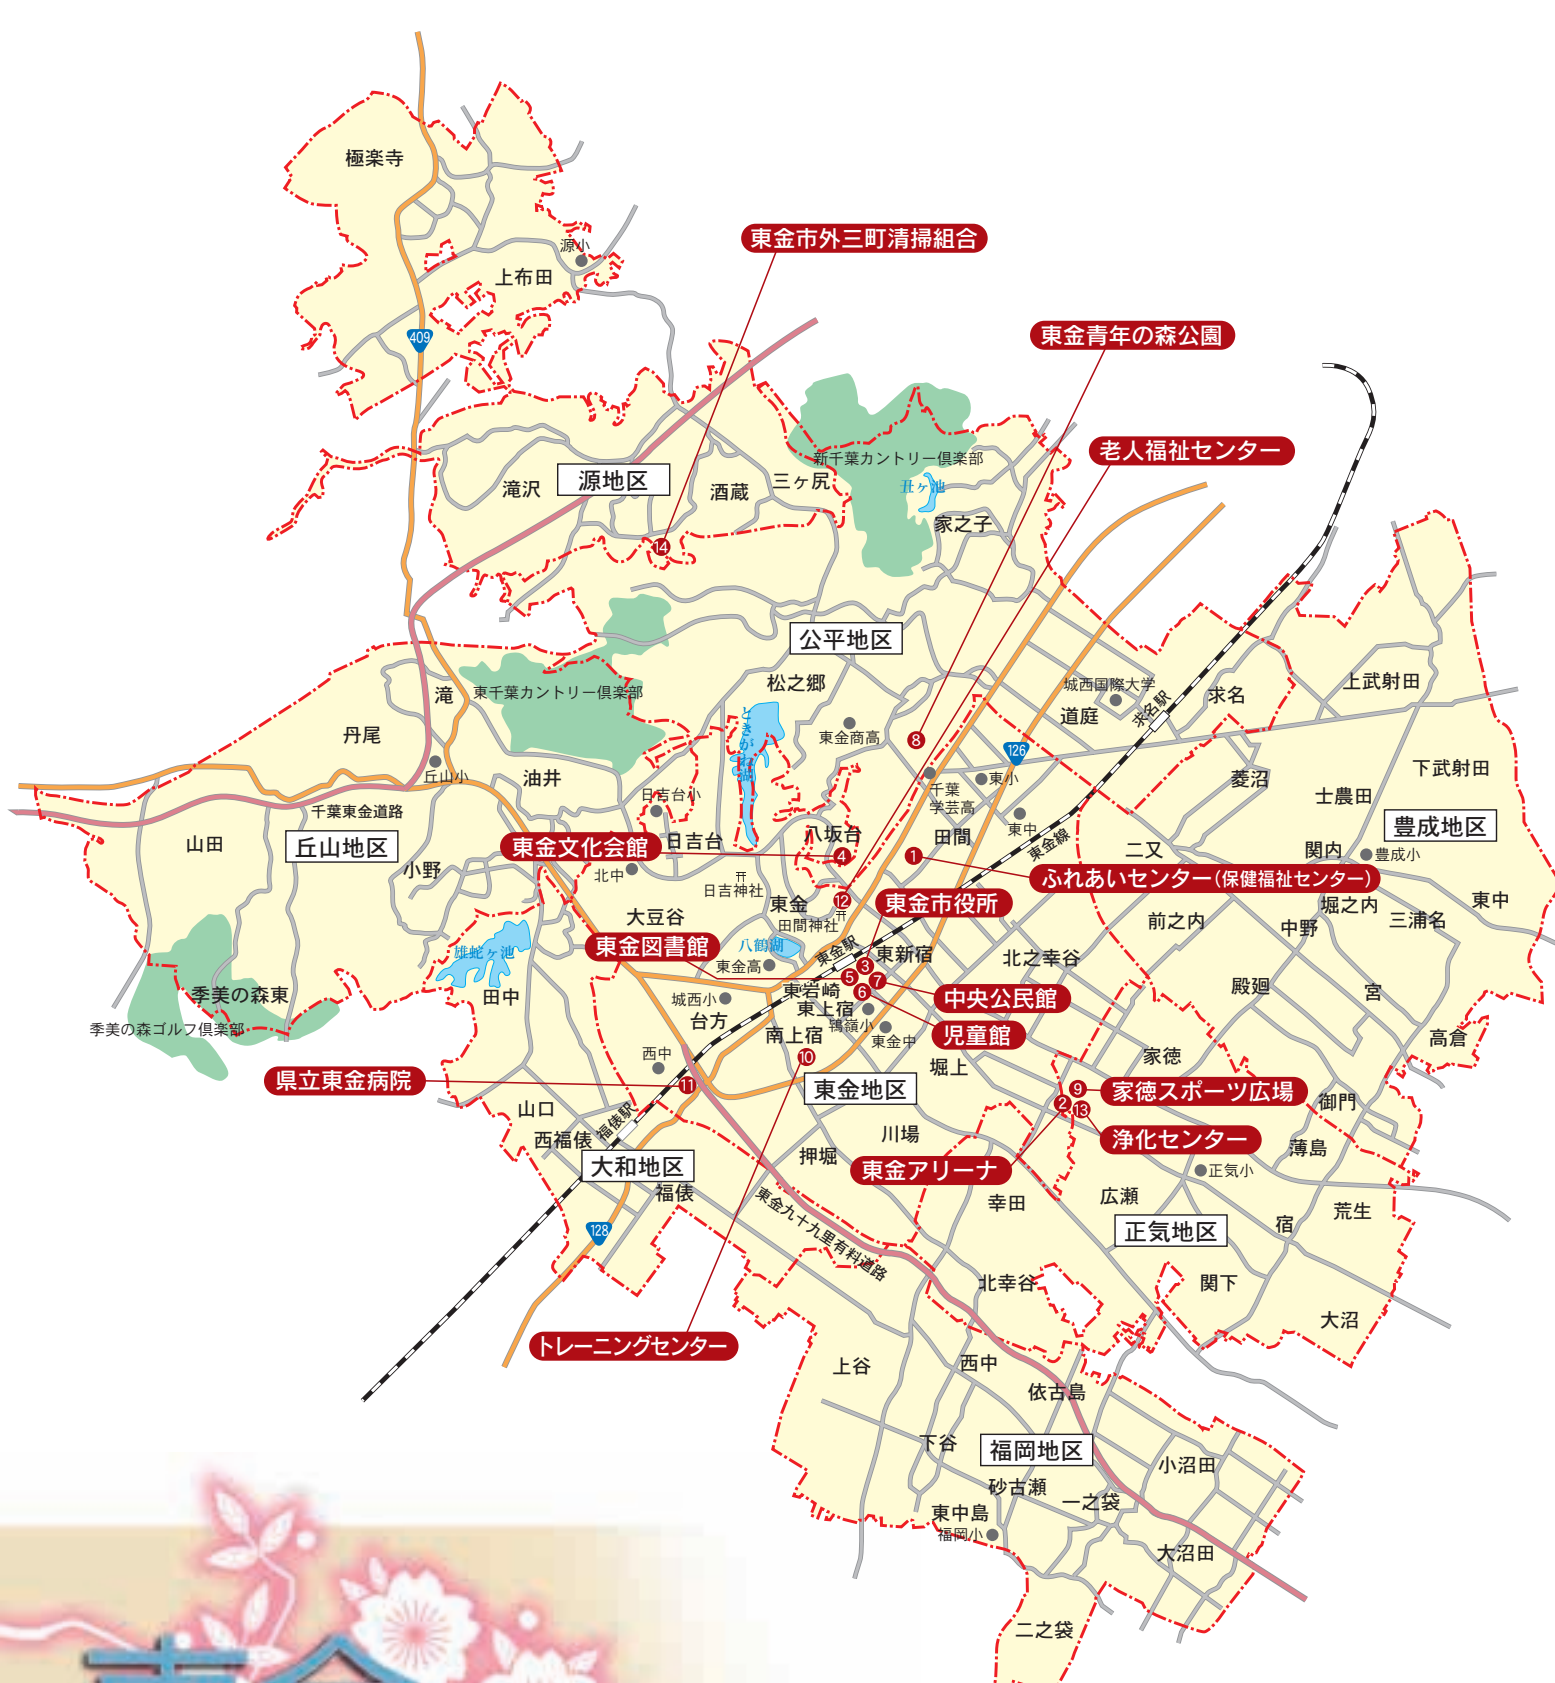 極楽寺
源小
上布田
東金市外三町清掃組合
409
東金青年の森公園
老人福祉センター
新千葉カントリー倶楽部
丑ヶ池
源地区
滝沢
酒蔵
三ヶ尻
家之子
14
公平地区
松之郷
東千葉カントリー倶楽部
滝
丹尾
丘山小
油井
ときがね湖
東金商高
8
城西国際大学
求名駅
求名
道庭
上武射田
126
千葉
学芸高
東小
東中
菱沼
下武射田
士農田
豊成地区
千葉東金道路
山田
丘山地区
小野
日吉台小
日吉台
東金文化会館
北中
八坂台
4
田間
1
東金線
二又
関内
豊成小
ふれあいセンター(保健福祉センター)
日吉神社
東金
12
田間神社
東金市役所
堀之内
三浦名
東中
前之内
中野
大豆谷
東金図書館
八鶴湖
東金高
東金駅
東新宿
北之幸谷
雄蛇ヶ池
3
5
7
6
東岩崎
中央公民館
殿廻
宮
季美の森東
季美の森ゴルフ倶楽部
田中
城西小
台方
東上宿
鴇嶺小
南上宿
東金中
児童館
高倉
西中
10
堀上
家徳
県立東金病院
11
東金地区
9
2
13
家徳スポーツ広場
御門
山口
福俵駅
西福俵
川場
浄化センター
薄島
大和地区
押堀
東金アリーナ
正気小
福俵
幸田
広瀬
荒生
128
東金九十九里有料道路
正気地区
宿
北幸谷
関下
大沼
トレーニングセンター
上谷
西中
依古島
下谷
福岡地区
小沼田
砂古瀬
一之袋
東中島
福岡小
大沼田
二之袋